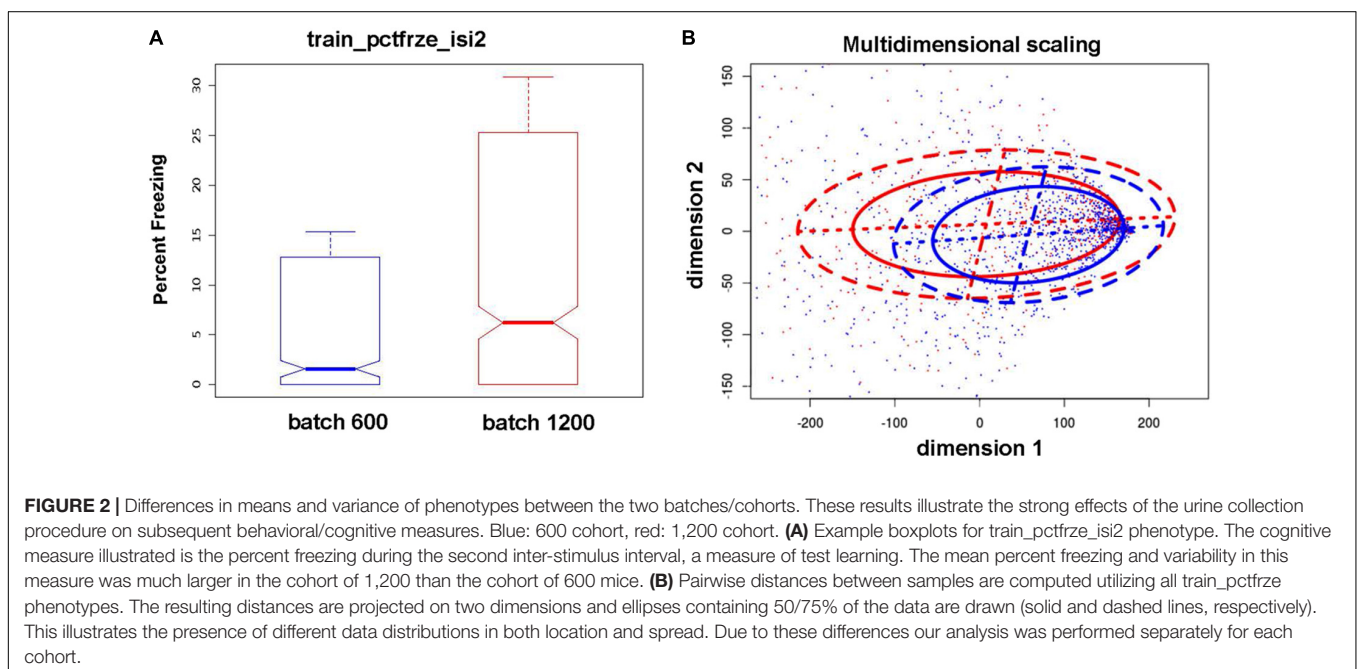 A
train_pctfrze_isi2
Percent Freezing
30
25
20
15
10
5
0
batch 600
batch 1200
B
Multidimensional scaling
dimension 2
150
100
50
0
-50
-100
-150
-200
-100
0
100
200
dimension 1
FIGURE 2 | Differences in means and variance of phenotypes between the two batches/cohorts. These results illustrate the strong effects of the urine collection
procedure on subsequent behavioral/cognitive measures. Blue: 600 cohort, red: 1,200 cohort. (A) Example boxplots for train_pctfrze_isi2 phenotype. The cognitive
measure illustrated is the percent freezing during the second inter-stimulus interval, a measure of test learning. The mean percent freezing and variability in this
measure was much larger in the cohort of 1,200 than the cohort of 600 mice. (B) Pairwise distances between samples are computed utilizing all train_pctfrze
phenotypes. The resulting distances are projected on two dimensions and ellipses containing 50/75% of the data are drawn (solid and dashed lines, respectively).
This illustrates the presence of different data distributions in both location and spread. Due to these differences our analysis was performed separately for each
cohort.